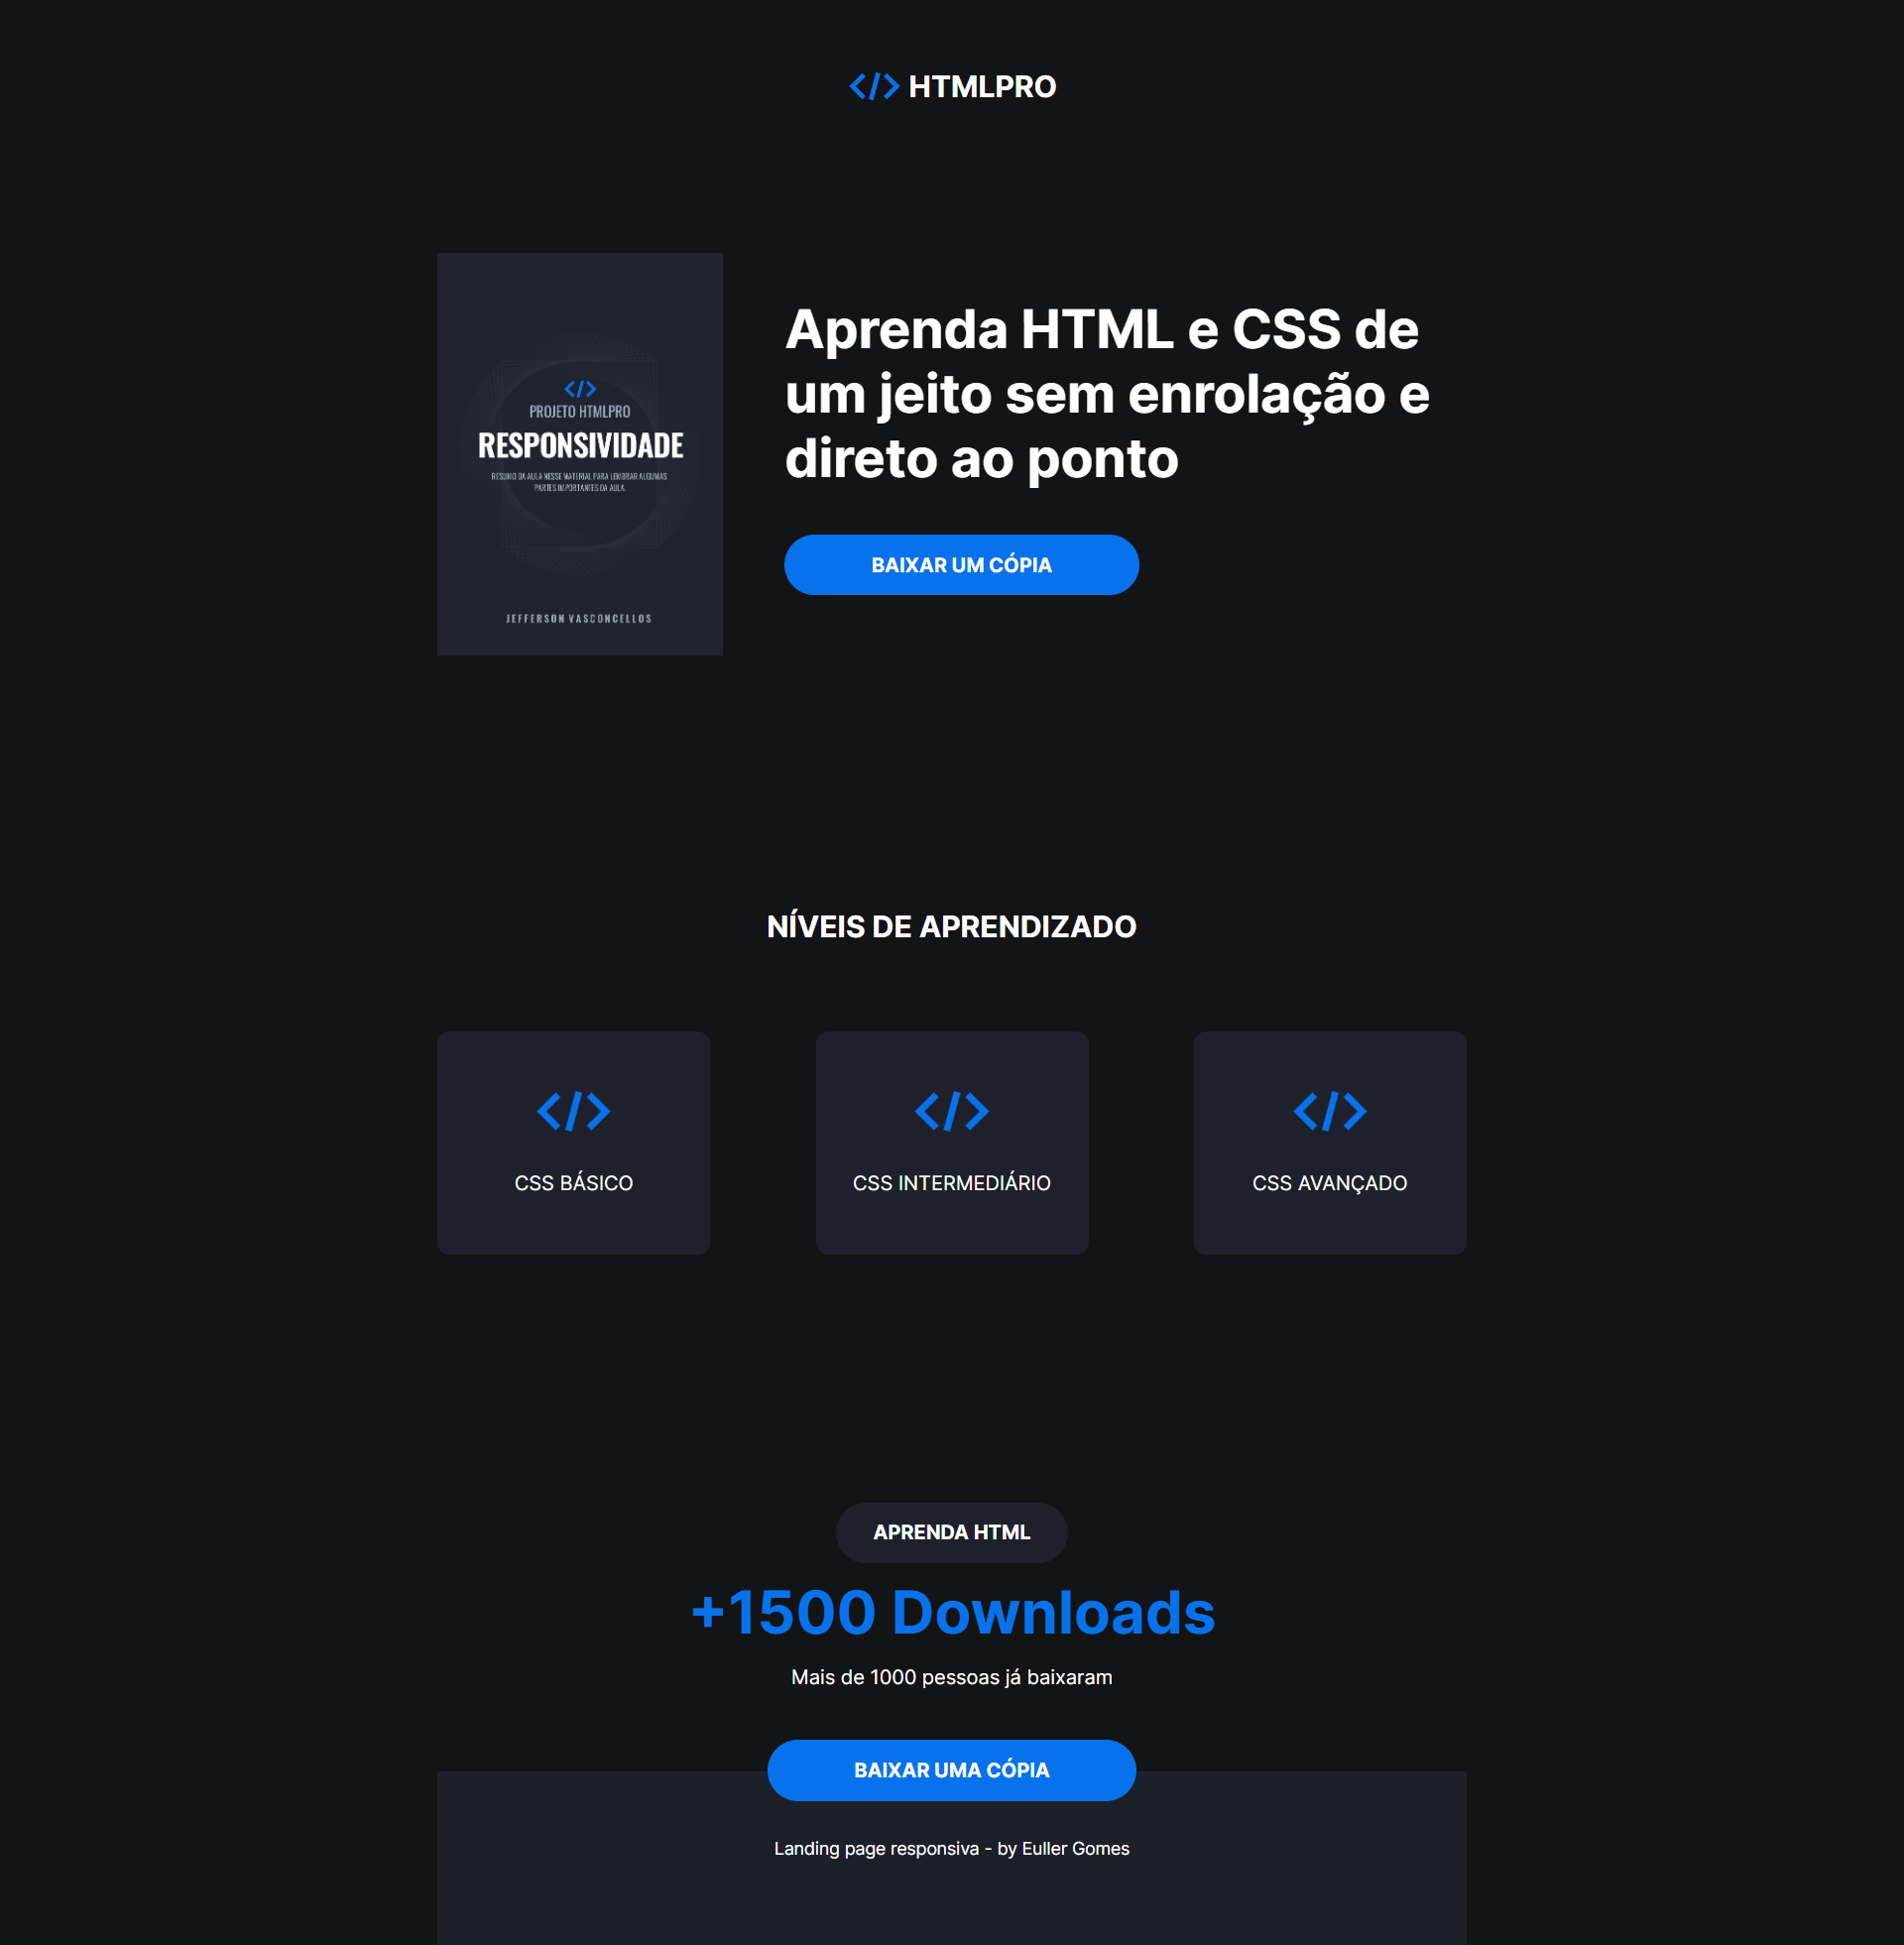 </> HTMLPRO
</>
PROJETO HTMLPRO
RESPONSIVIDADE
RESUMO DA AULA NESSE MATERIAL PARA LEMBRAR ALGUMAS
PARTES IMPORTANTES DA AULA.
JEFFERSON VASCONCELLOS
Aprenda HTML e CSS de
um jeito sem enrolação e
direto ao ponto
BAIXAR UM CÓPIA
NÍVEIS DE APRENDIZADO
</>
CSS BÁSICO
</>
CSS INTERMEDIÁRIO
</>
CSS AVANÇADO
APRENDA HTML
+1500 Downloads
Mais de 1000 pessoas já baixaram
BAIXAR UMA CÓPIA
Landing page responsiva - by Euller Gomes